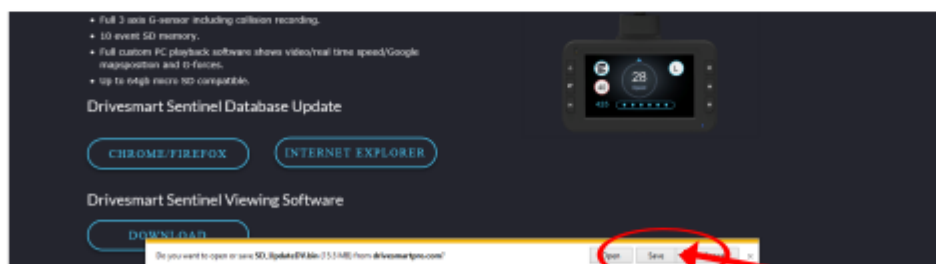 • Full 3 axis G-sensor including collision recording.
• 10 event SD memory.
• Full custom PC playback software shows video/real time speed/Google
mapsposition and G-forces.
• Up to 64gb micro SD compatible.
28
40
Drivesmart Sentinel Database Update
CHROME/FIREFOX
INTERNET EXPLORER
Drivesmart Sentinel Viewing Software
DOWNLOAD
Do you want to open or save SD_UpdateDV.bin (15.5 MB) from drivesmartpro.com?
Open
Save